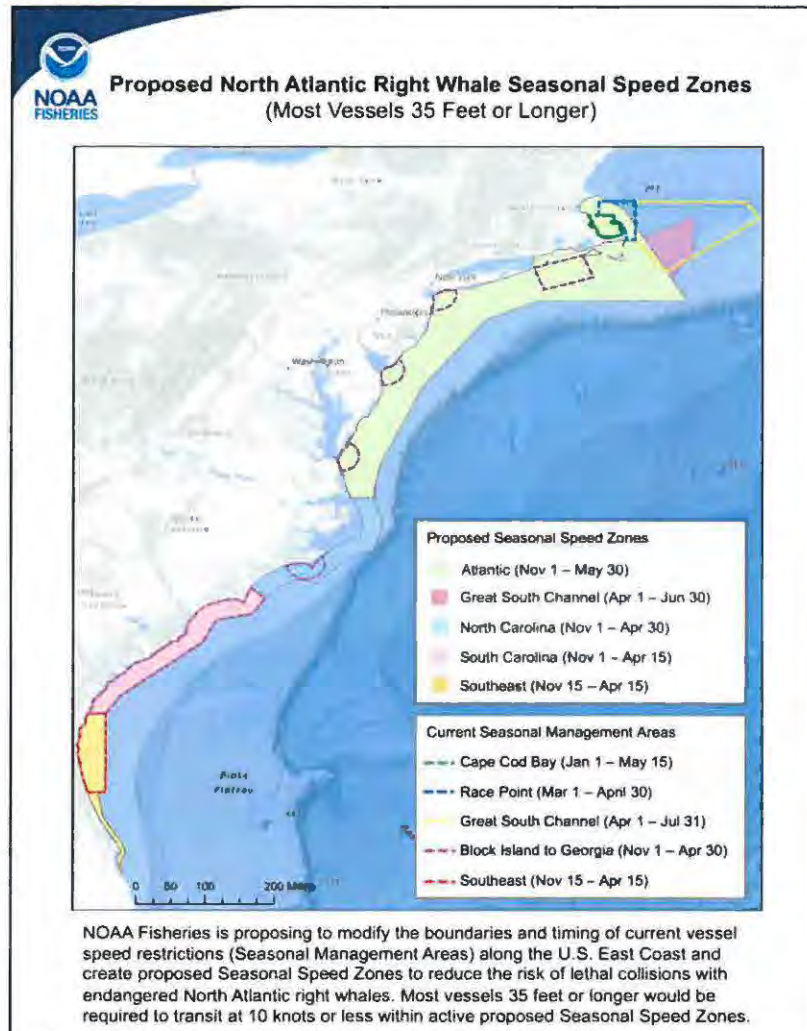 NOAA
FISHERIES
Proposed North Atlantic Right Whale Seasonal Speed Zones
(Most Vessels 35 Feet or Longer)
New York
Philadelphia
Washington
Blake
Plateau
Proposed Seasonal Speed Zones
Atlantic (Nov 1 – May 30)
Great South Channel (Apr 1 – Jun 30)
North Carolina (Nov 1 – Apr 30)
South Carolina (Nov 1 – Apr 15)
Southeast (Nov 15 – Apr 15)
Current Seasonal Management Areas
Cape Cod Bay (Jan 1 – May 15)
Race Point (Mar 1 – April 30)
Great South Channel (Apr 1 – Jul 31)
Block Island to Georgia (Nov 1 – Apr 30)
Southeast (Nov 15 – Apr 15)
0 50 100 200 Miles
NOAA Fisheries is proposing to modify the boundaries and timing of current vessel
speed restrictions (Seasonal Management Areas) along the U.S. East Coast and
create proposed Seasonal Speed Zones to reduce the risk of lethal collisions with
endangered North Atlantic right whales. Most vessels 35 feet or longer would be
required to transit at 10 knots or less within active proposed Seasonal Speed Zones.